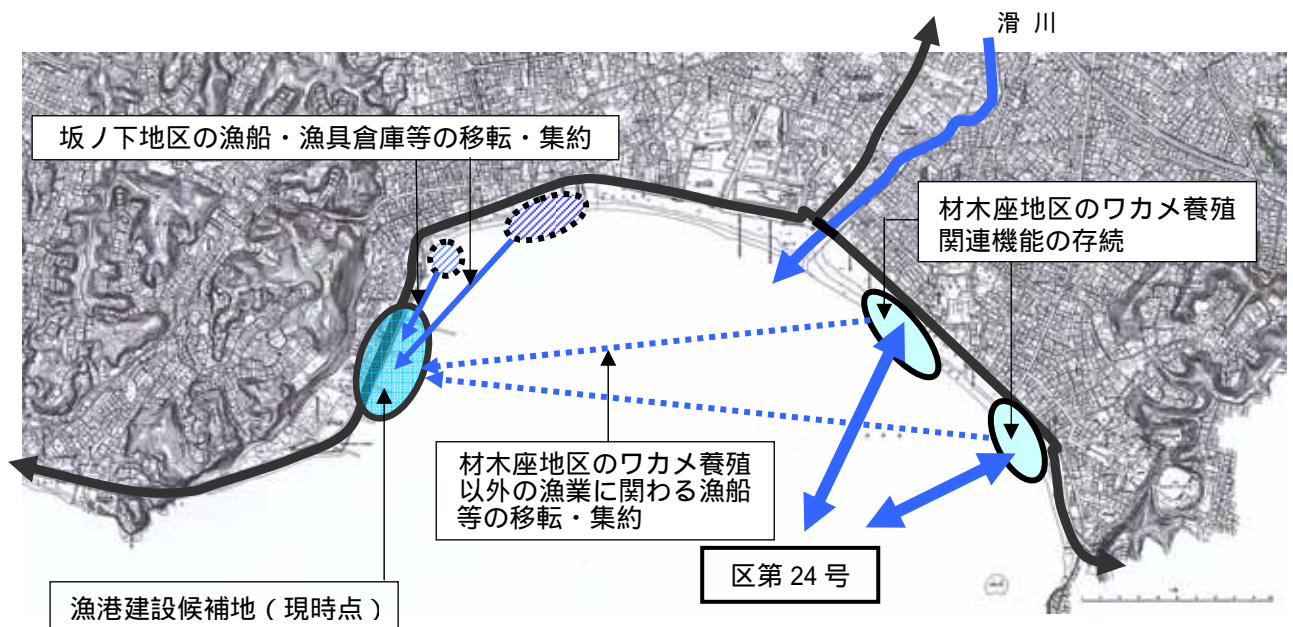 滑 川
坂ノ下地区の漁船・漁具倉庫等の移転・集約
材木座地区のワカメ養殖
関連機能の存続
材木座地区のワカメ養殖
以外の漁業に関わる漁船
等の移転・集約
区第 24 号
漁港建設候補地（現時点）